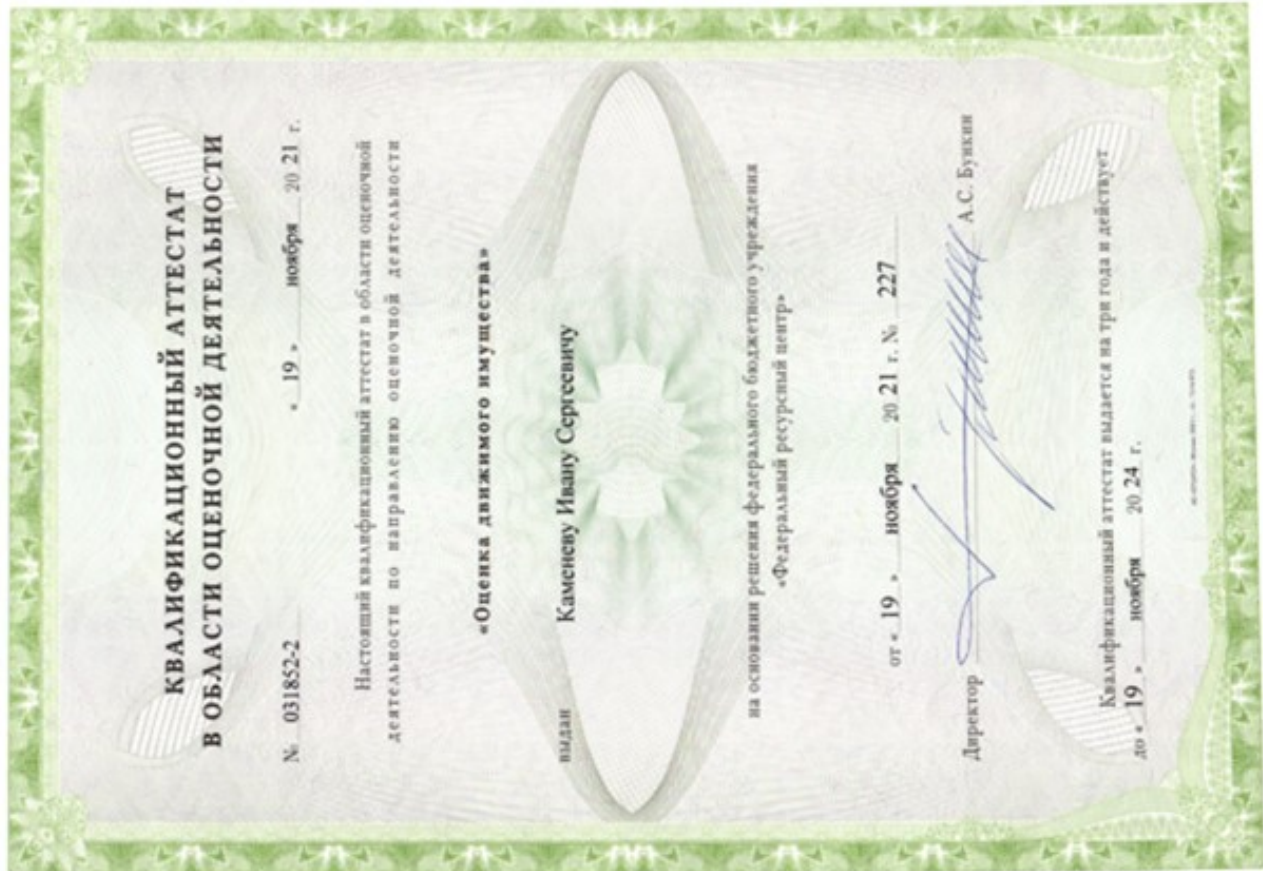 КВАЛИФИКАЦИОННЫЙ АТТЕСТАТ
В ОБЛАСТИ ОЦЕНОЧНОЙ ДЕЯТЕЛЬНОСТИ
№ 031852-2 « 19 » ноября 20 21 г.
Настоящий квалификационный аттестат в области оценочной
деятельности по направлению оценочной деятельности
«Оценка движимого имущества»
выдан Каменеву Ивану Сергеевичу
на основании решения федерального бюджетного учреждения
«Федеральный ресурсный центр»
от « 19 » ноября 20 21 г. № 227
Директор А.С. Бункин
Квалификационный аттестат выдается на три года и действует
до « 19 » ноября 20 24 г.